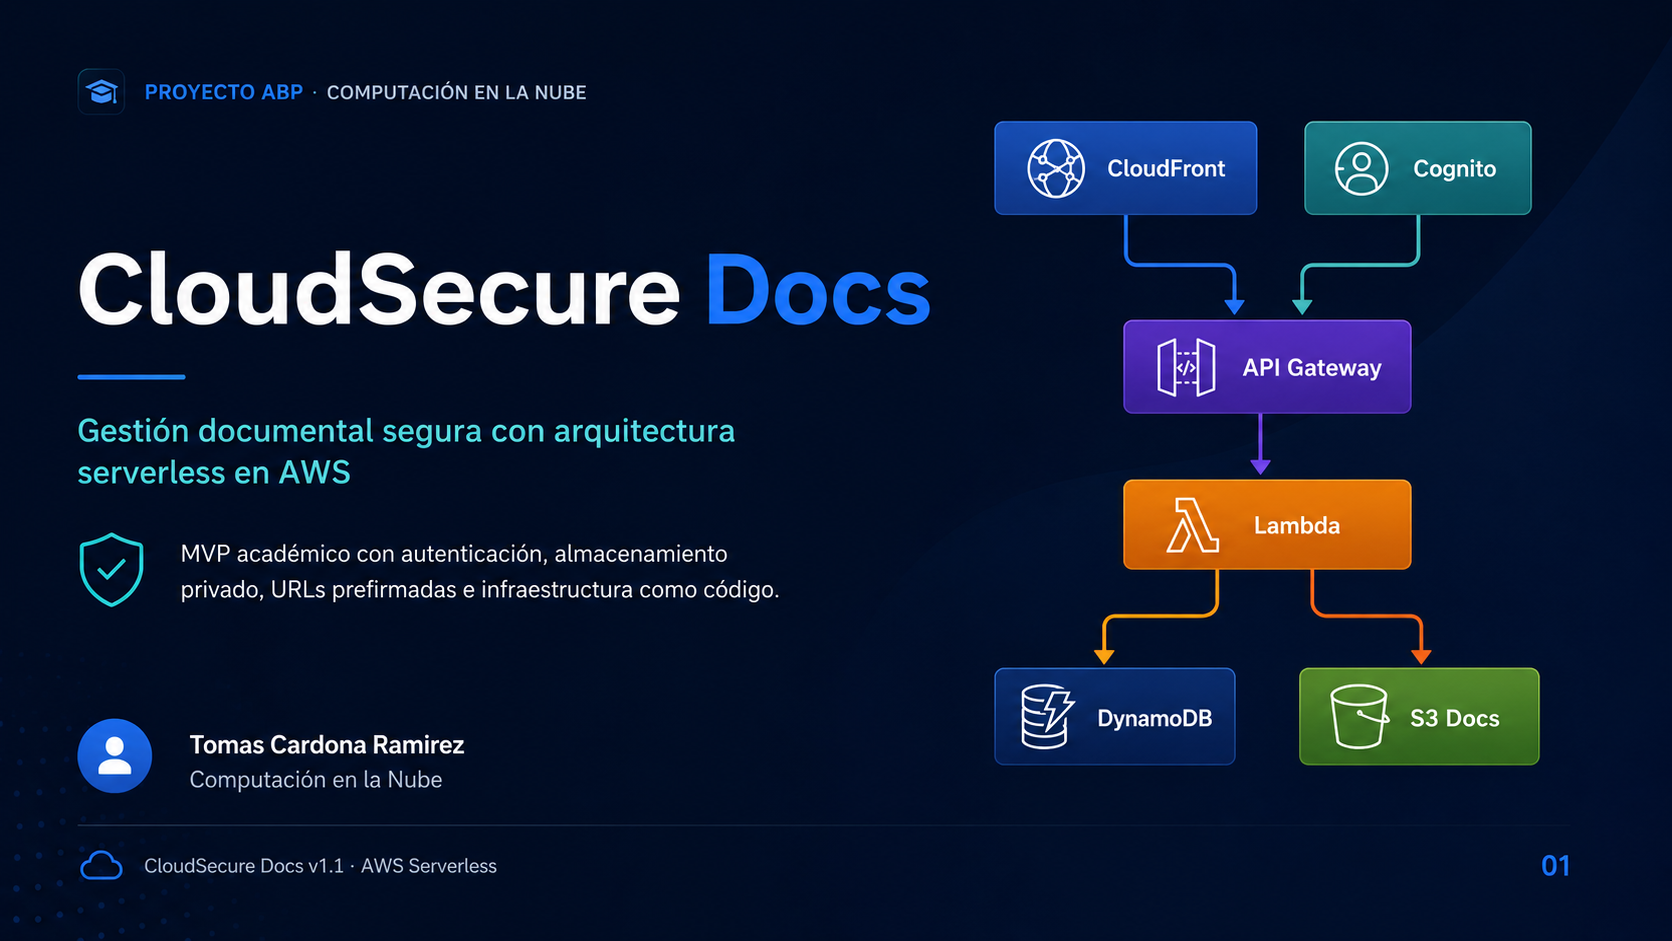 PROYECTO ABP · COMPUTACIÓN EN LA NUBE
CloudSecure Docs
Gestión documental segura con arquitectura
serverless en AWS
MVP académico con autenticación, almacenamiento
privado, URLs prefirmadas e infraestructura como código.
Tomas Cardona Ramirez
Computación en la Nube
CloudFront
Cognito
</>
API Gateway
Lambda
DynamoDB
S3 Docs
CloudSecure Docs v1.1 · AWS Serverless
01